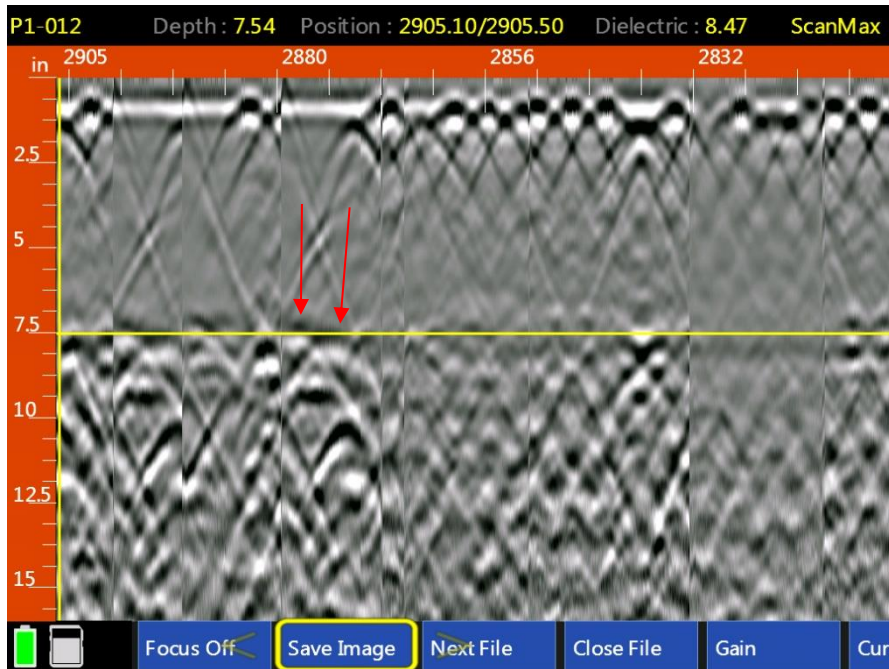 P1-012 Depth : 7.54 Position : 2905.10/2905.50 Dielectric : 8.47 ScanMax
in 2905 2880 2856 2832
2.5
5
7.5
10
12.5
15
Focus Off Save Image Next File Close File Gain Cur